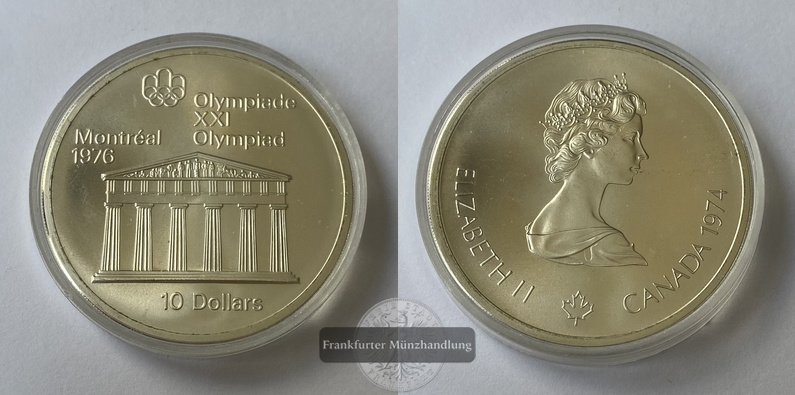 Olympiade
XXI
Olympiad
Montréal
1976
10 Dollars
ELIZABETH II
CANADA 1974
Frankfurter Münzhandlung